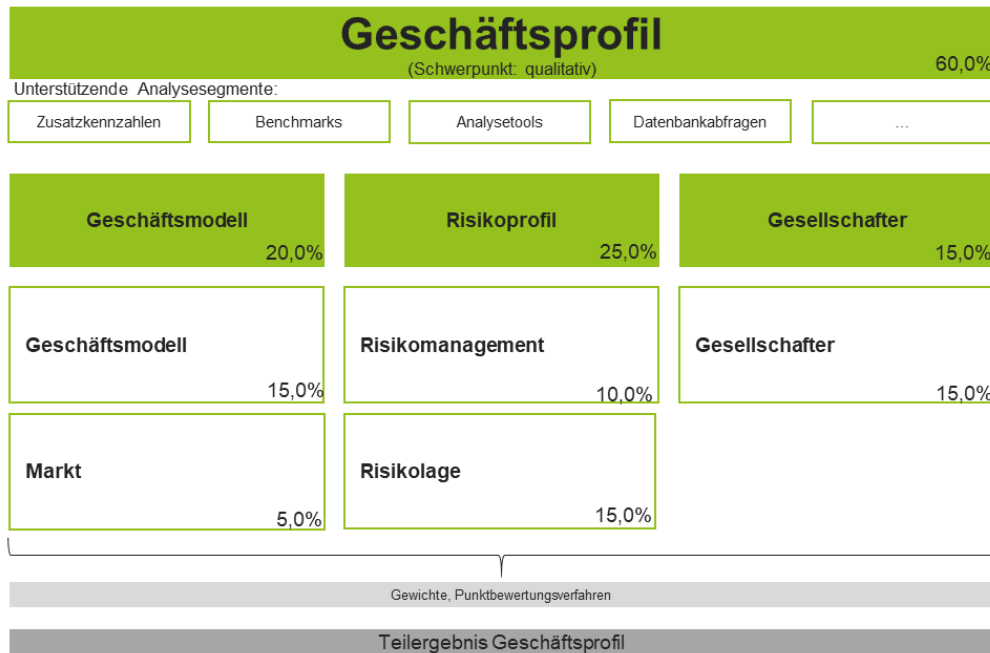 Geschäftsprofil
(Schwerpunkt: qualitativ)
60,0%
Unterstützende Analysesegmente:
Zusatzkennzahlen
Benchmarks
Analysetools
Datenbankabfragen
...
Geschäftsmodell
20,0%
Risikoprofil
25,0%
Gesellschafter
15,0%
Geschäftsmodell
15,0%
Risikomanagement
10,0%
Gesellschafter
15,0%
Markt
5,0%
Risikolage
15,0%
Gewichte, Punktbewertungsverfahren
Teilergebnis Geschäftsprofil